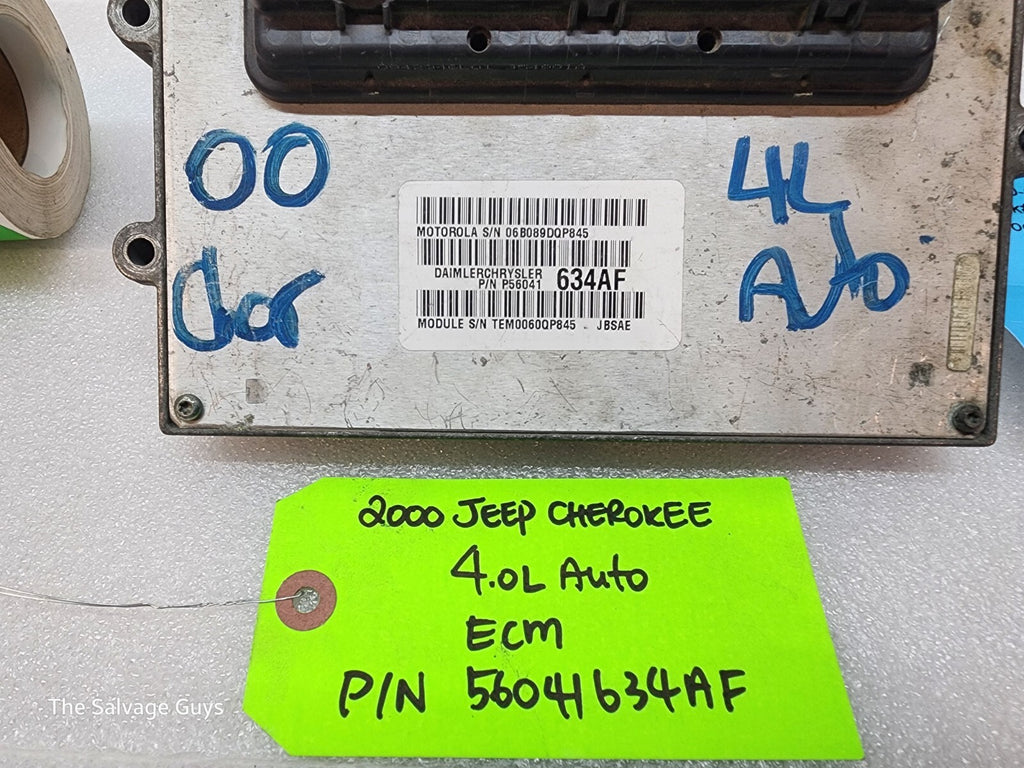 00
4L
Cher
Auto
MOTOROLA S/N 06B089DQP845
DAIMLERCHRYSLER
P/N P56041 634AF
MODULE S/N TEM0060QP845 JBSAE
2000 JEEP CHEROKEE
4.0L Auto
ECM
P/N 56041634AF
The Salvage Guys